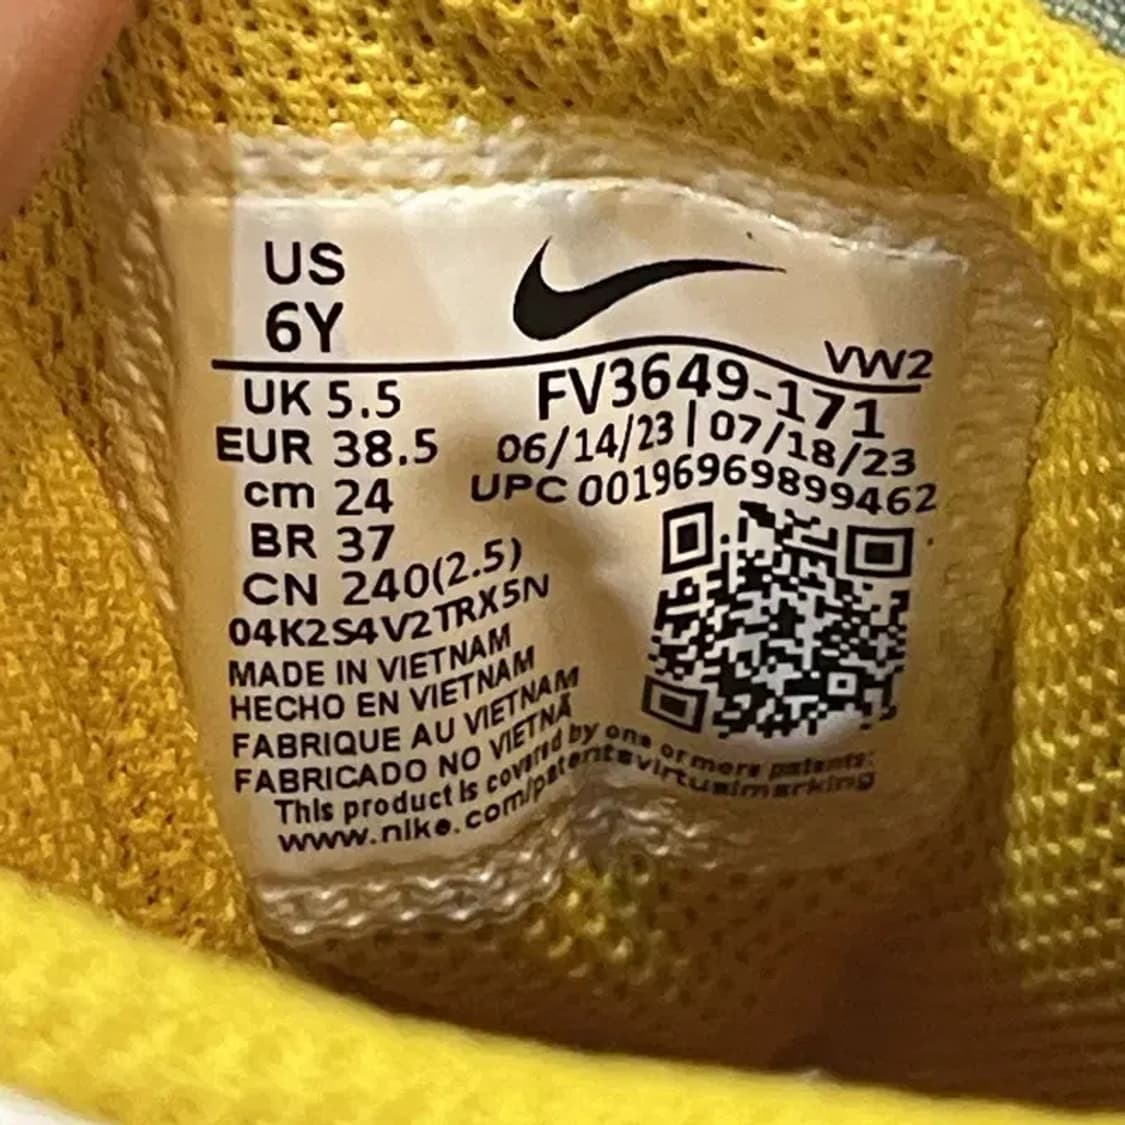 US
6Y
VW2
UK 5.5
EUR 38.5
cm 24
BR 37
CN 240(2.5)
FV3649-171
06/14/23 | 07/18/23
UPC 00196969899462
04K2S4V2TRX5N
MADE IN VIETNAM
HECHO EN VIETNAM
FABRIQUE AU VIETNAM
FABRICADO NO VIETNÃ
This product is covered by one or more patents:
www.nike.com/patentsvirtualmarking